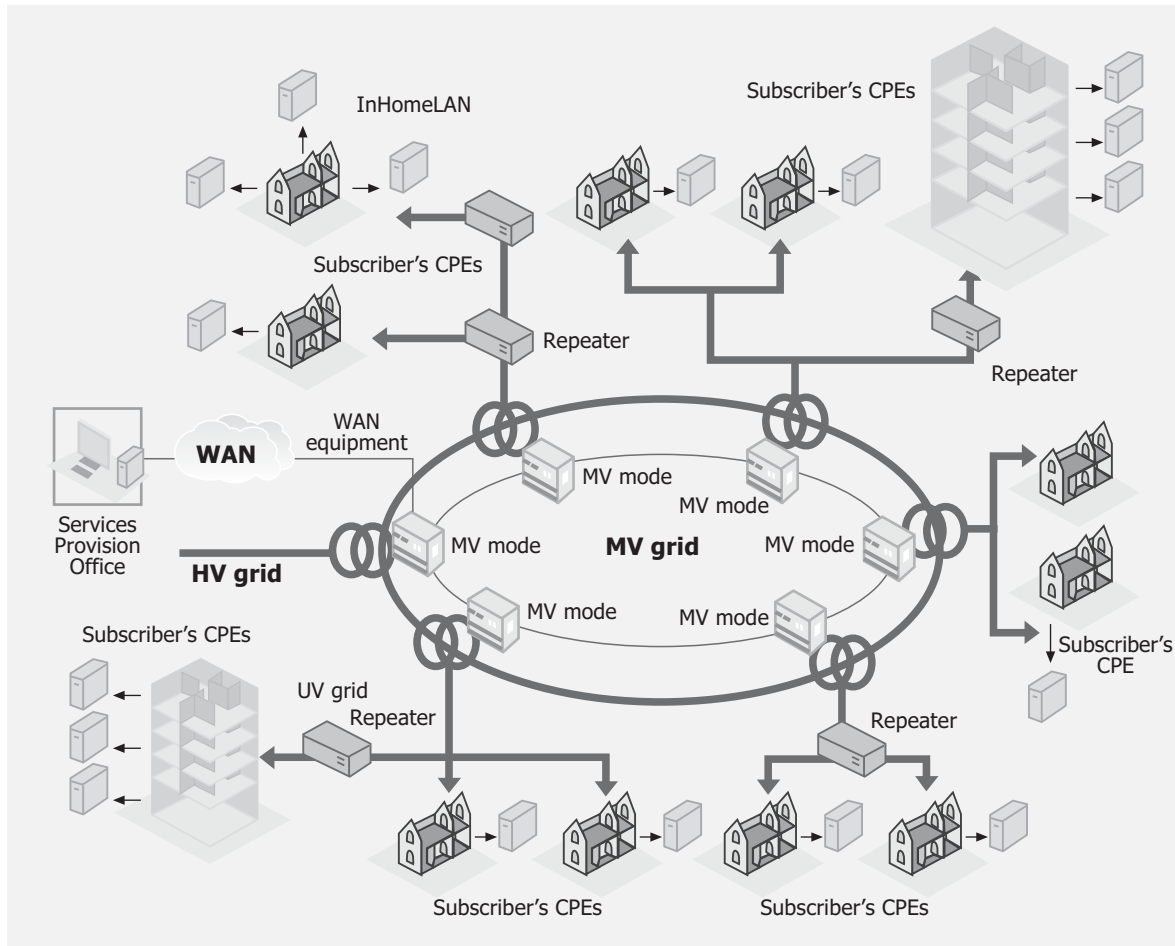 InHomeLAN
Subscriber's CPEs
Subscriber's CPEs
Repeater
Repeater
WAN
equipment
WAN
MV mode
MV mode
Services
Provision
Office
HV grid
MV mode
MV grid
MV mode
MV mode
MV mode
Subscriber's CPEs
Subscriber's
CPE
UV grid
Repeater
Repeater
Subscriber's CPEs
Subscriber's CPEs